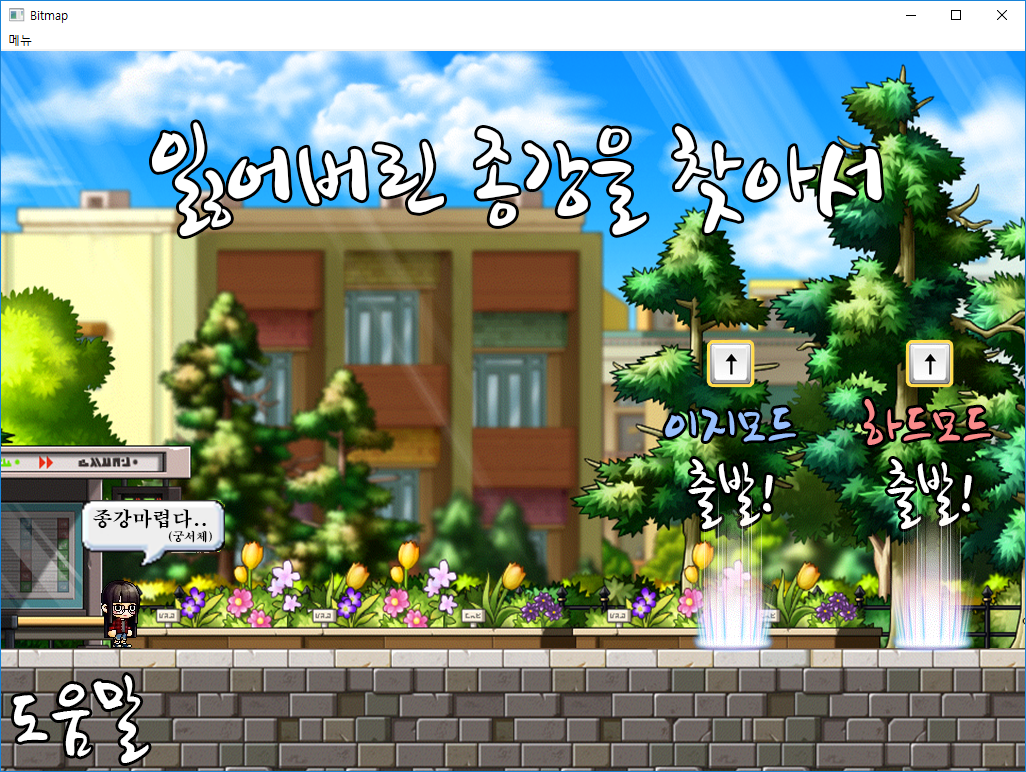 Bitmap
메뉴
잃어버린 종강을 찾아서
↑ ↑
이지모드 하드모드
출발! 출발!
종강마렵다..
(궁서체)
도움말